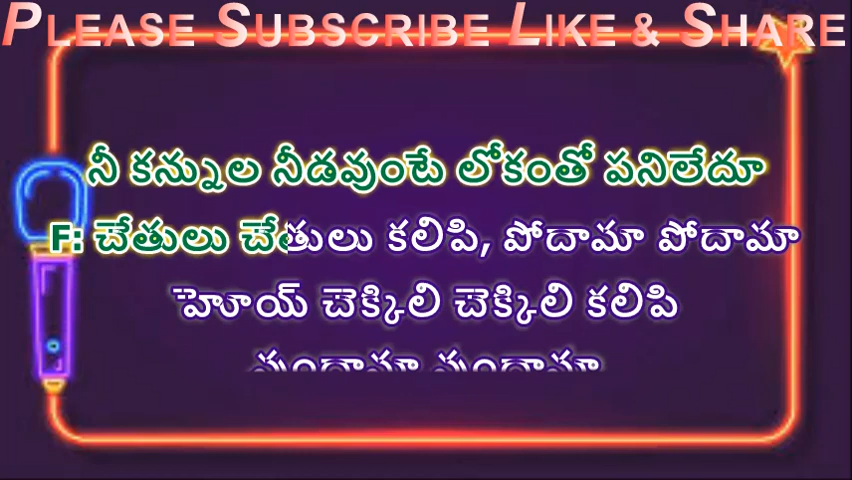 PLEASE SUBSCRIBE LIKE & SHARE
నీ కన్నుల నీడవుంటే లోకంతో పనిలేదూ
F: చేతులు చేతులు కలిపి, పోదామా పోదామా
హెూయ్ చెక్కిలి చెక్కిలి కలిపి